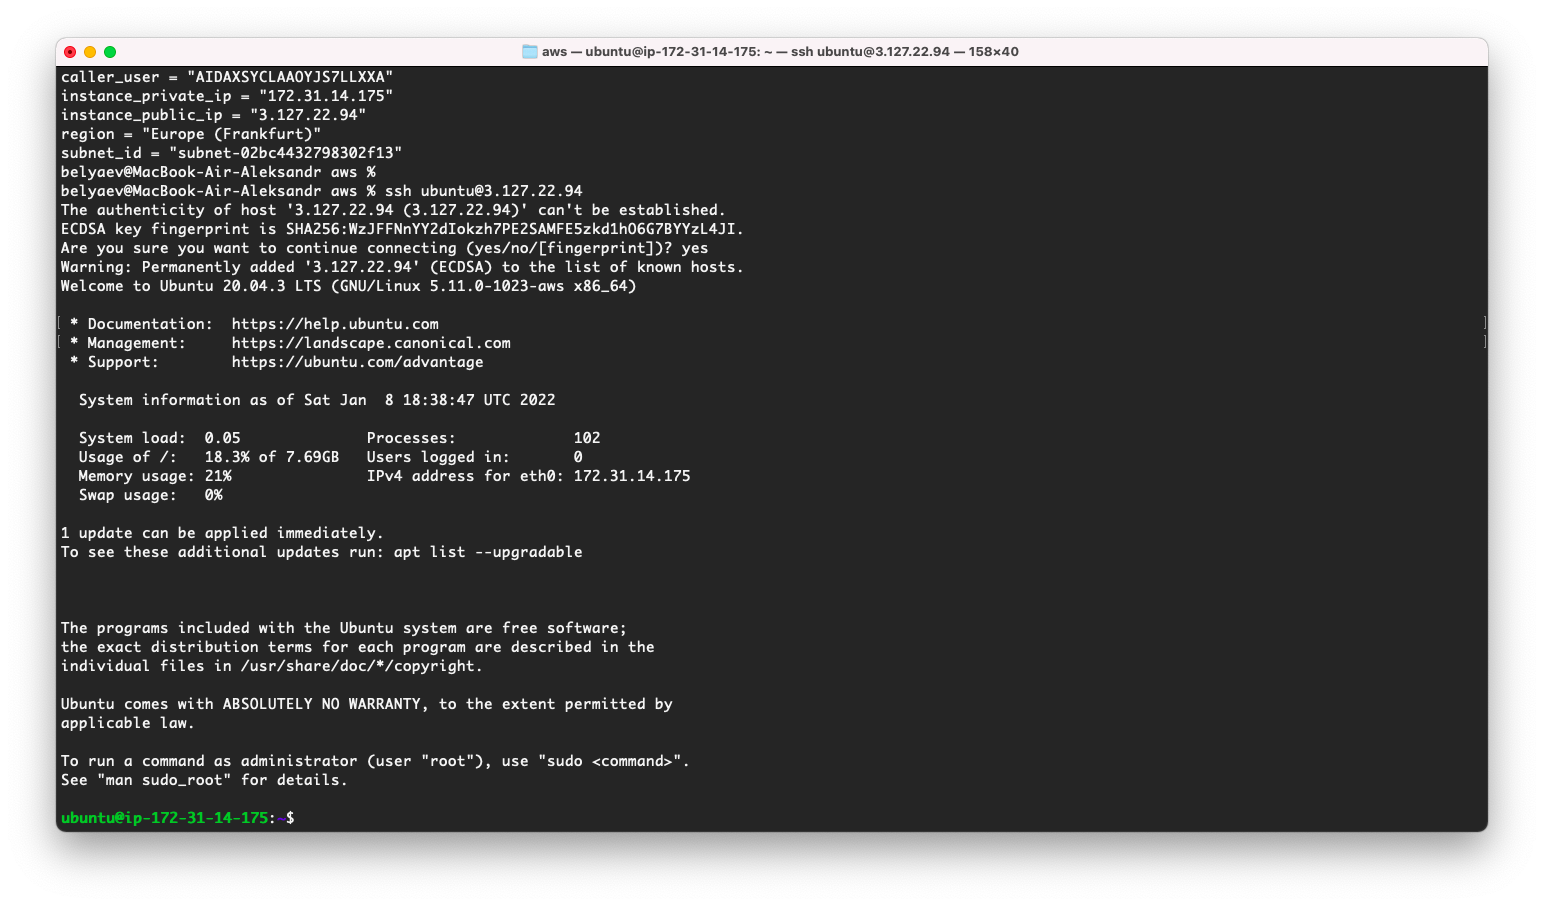 aws — ubuntu@ip-172-31-14-175: ~ — ssh ubuntu@3.127.22.94 — 158×40
caller_user = "AIDAXSYCLAAOYJS7LLXXA"
instance_private_ip = "172.31.14.175"
instance_public_ip = "3.127.22.94"
region = "Europe (Frankfurt)"
subnet_id = "subnet-02bc4432798302f13"
belyaev@MacBook-Air-Aleksandr aws %
belyaev@MacBook-Air-Aleksandr aws % ssh ubuntu@3.127.22.94
The authenticity of host '3.127.22.94 (3.127.22.94)' can't be established.
ECDSA key fingerprint is SHA256:WzJFFNnYY2dIokzh7PE2SAMFE5zkd1hO6G7BYYzL4JI.
Are you sure you want to continue connecting (yes/no/[fingerprint])? yes
Warning: Permanently added '3.127.22.94' (ECDSA) to the list of known hosts.
Welcome to Ubuntu 20.04.3 LTS (GNU/Linux 5.11.0-1023-aws x86_64)
[ * Documentation:  https://help.ubuntu.com ]
[ * Management:     https://landscape.canonical.com ]
 * Support:        https://ubuntu.com/advantage
  System information as of Sat Jan  8 18:38:47 UTC 2022
  System load:  0.05              Processes:             102
  Usage of /:   18.3% of 7.69GB   Users logged in:       0
  Memory usage: 21%               IPv4 address for eth0: 172.31.14.175
  Swap usage:   0%
1 update can be applied immediately.
To see these additional updates run: apt list --upgradable
The programs included with the Ubuntu system are free software;
the exact distribution terms for each program are described in the
individual files in /usr/share/doc/*/copyright.
Ubuntu comes with ABSOLUTELY NO WARRANTY, to the extent permitted by
applicable law.
To run a command as administrator (user "root"), use "sudo <command>".
See "man sudo_root" for details.
ubuntu@ip-172-31-14-175:~$